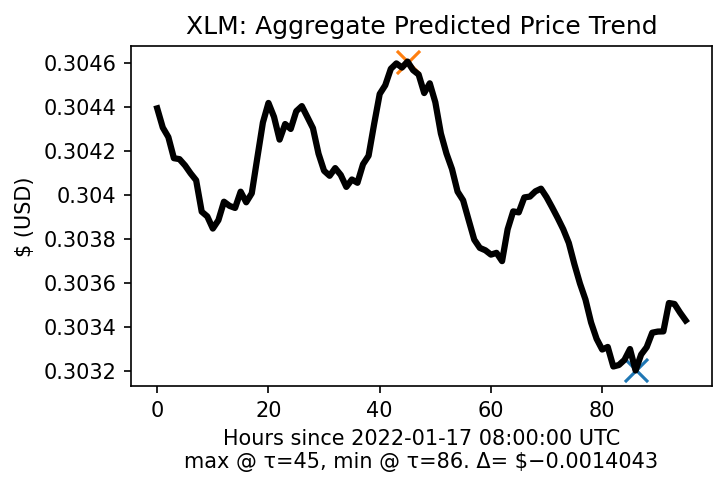 XLM: Aggregate Predicted Price Trend
0.3046
0.3044
0.3042
0.304
0.3038
0.3036
0.3034
0.3032
$ (USD)
0 20 40 60 80
Hours since 2022-01-17 08:00:00 UTC
max @ τ=45, min @ τ=86. Δ= $−0.0014043